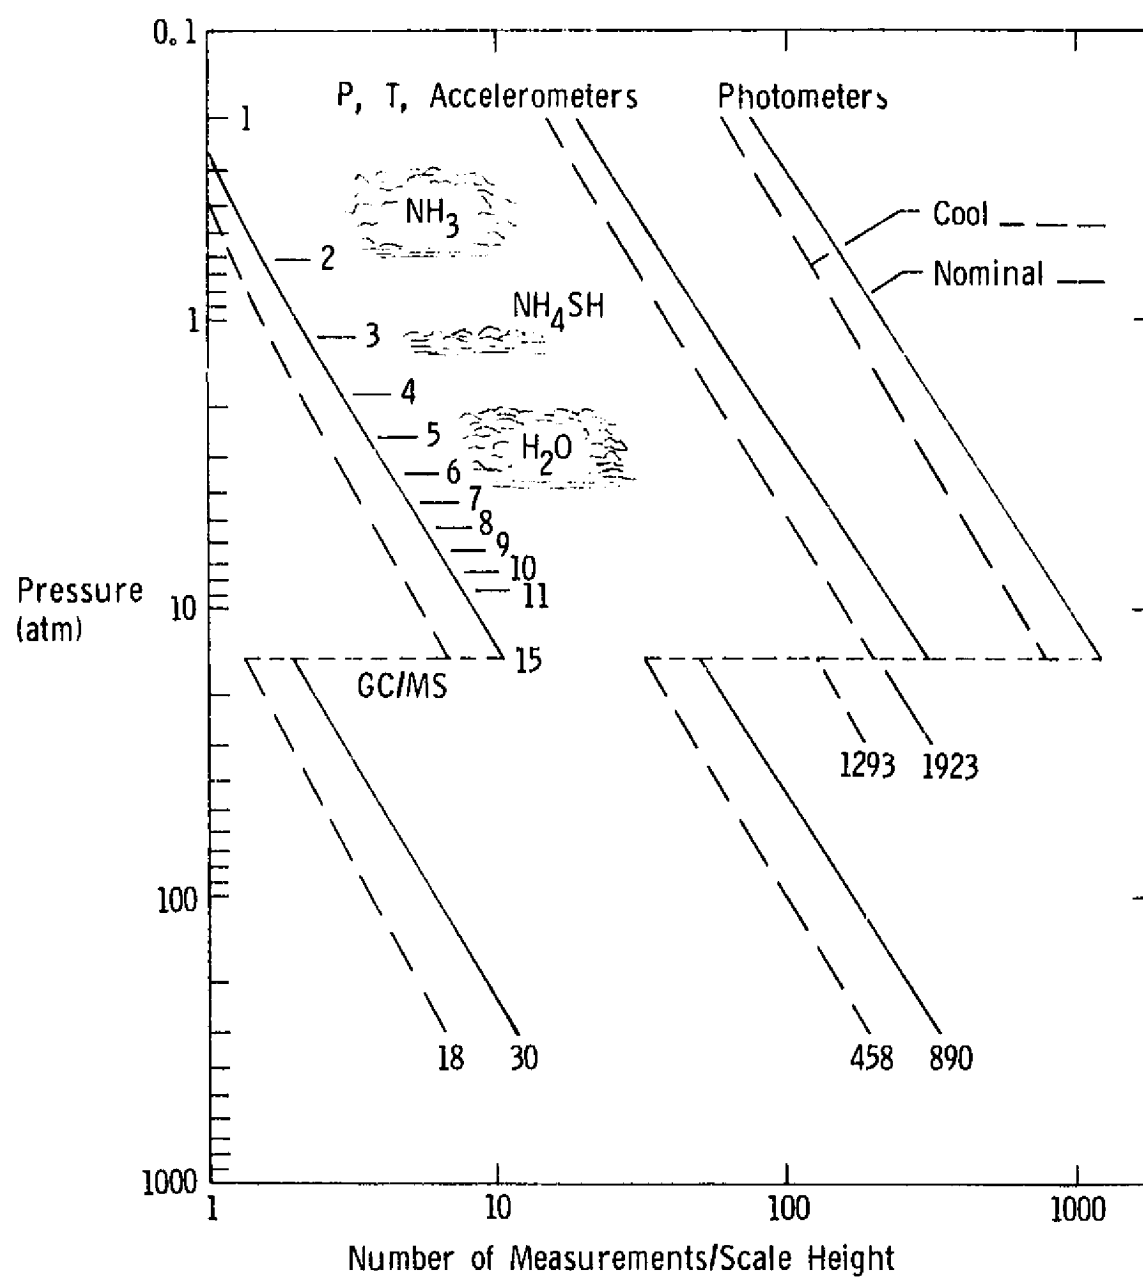 0.1
P, T, Accelerometers
Photometers
1
NH3
Cool
2
Nominal
NH4SH
1
3
4
5
H2O
6
7
8
9
10
11
Pressure
(atm)
10
15
GC/MS
1293
1923
100
18
30
458
890
1000
1
10
100
1000
Number of Measurements/Scale Height